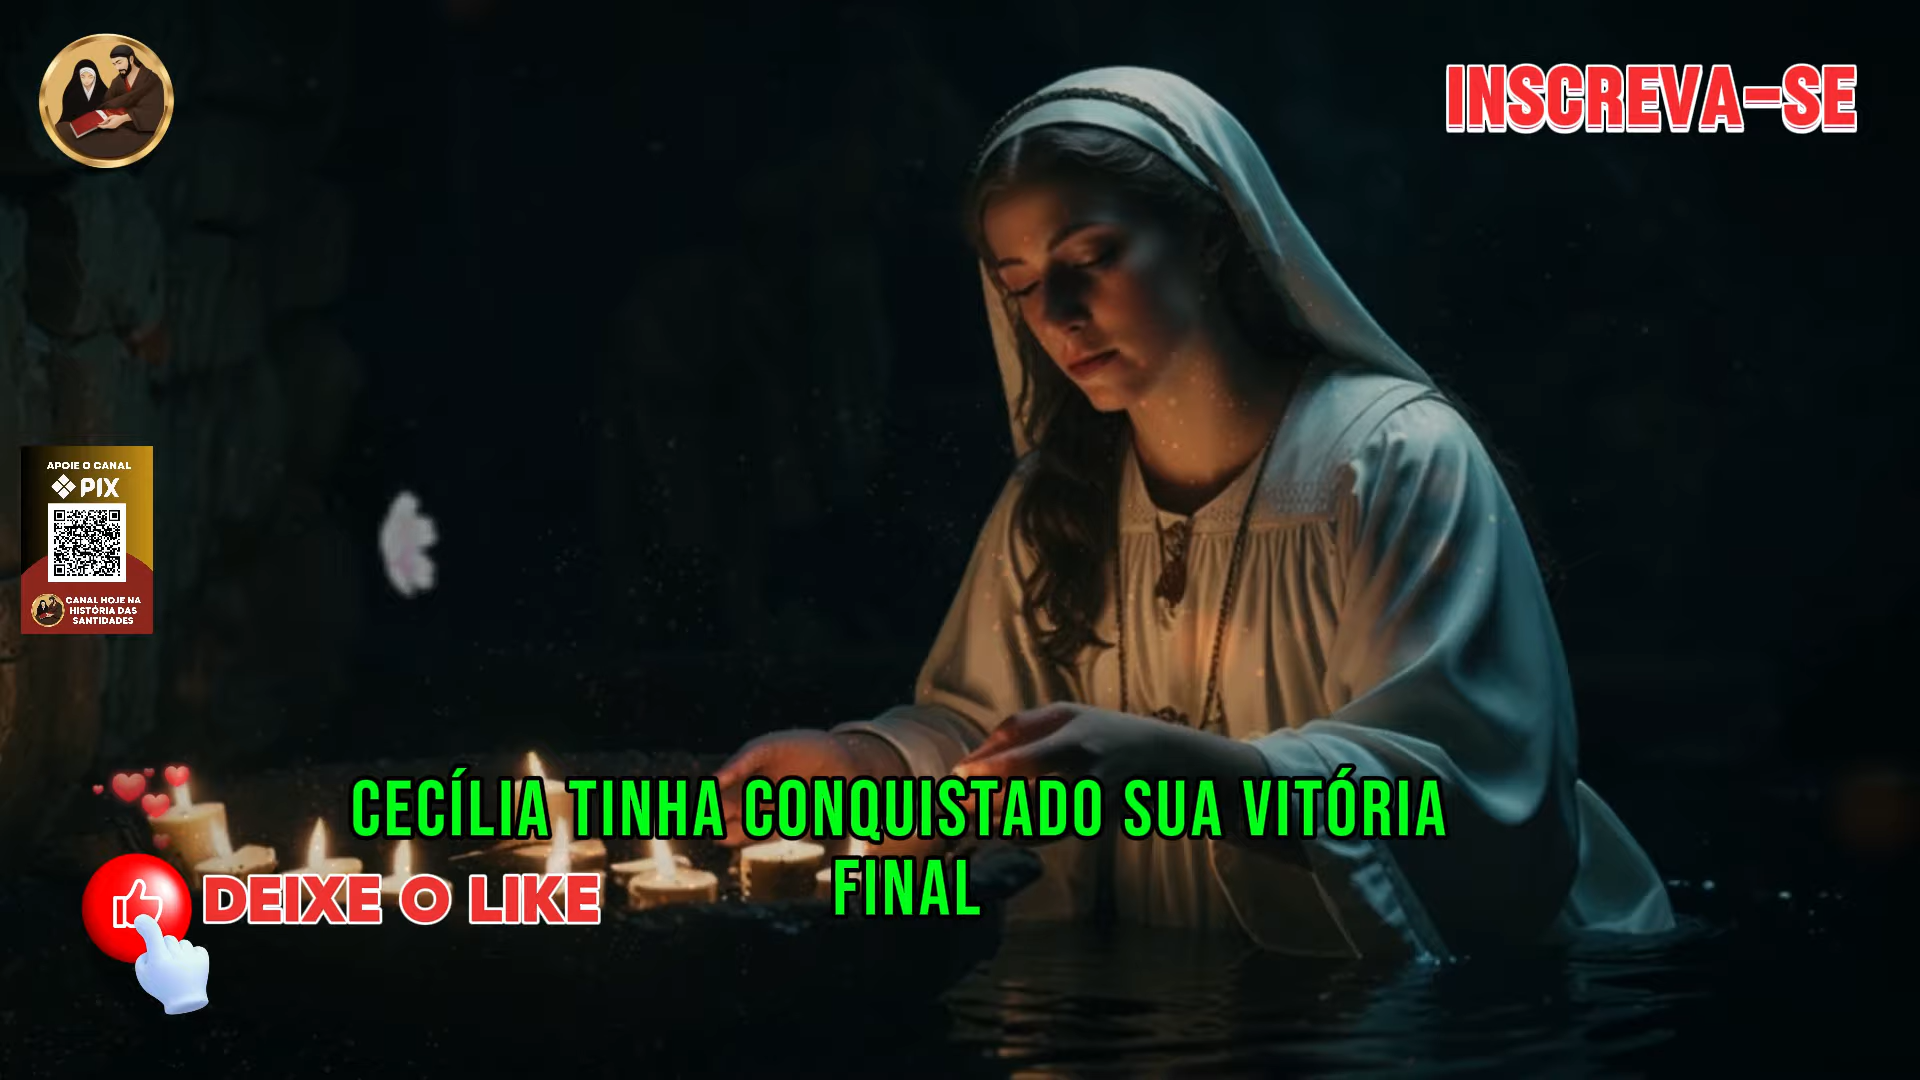 INSCREVA-SE
APOIE O CANAL
PIX
CANAL HOJE NA
HISTÓRIA DAS
SANTIDADES
CECÍLIA TINHA CONQUISTADO SUA VITÓRIA
FINAL
DEIXE O LIKE